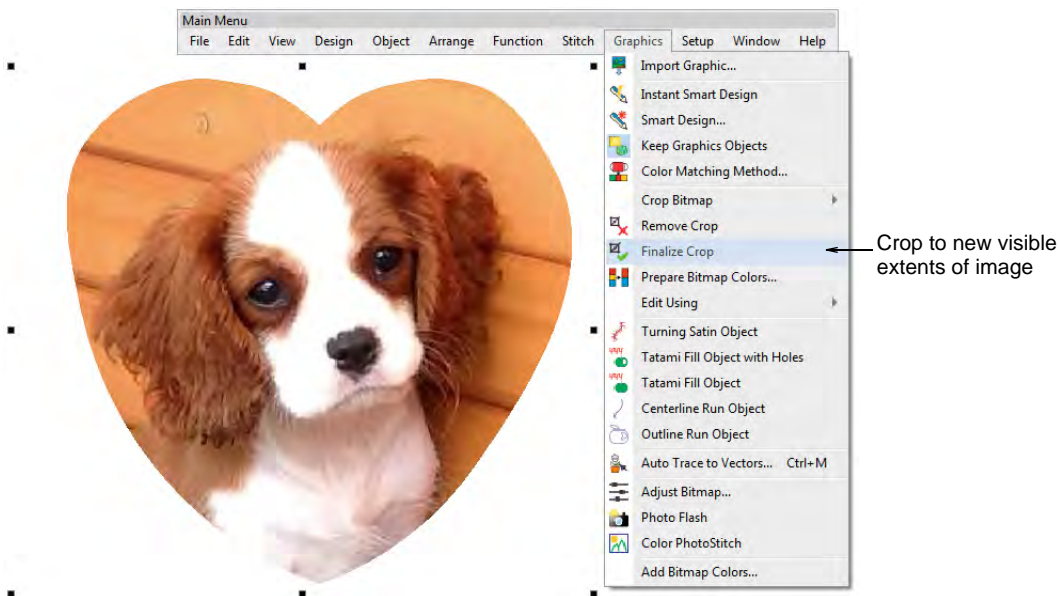 Main Menu
File Edit View Design Object Arrange Function Stitch Graphics Setup Window Help
Import Graphic...
Instant Smart Design
Smart Design...
Keep Graphics Objects
Color Matching Method...
Crop Bitmap
Remove Crop
Finalize Crop
Crop to new visible
extents of image
Prepare Bitmap Colors...
Edit Using
Turning Satin Object
Tatami Fill Object with Holes
Tatami Fill Object
Centerline Run Object
Outline Run Object
Auto Trace to Vectors... Ctrl+M
Adjust Bitmap...
Photo Flash
Color PhotoStitch
Add Bitmap Colors...